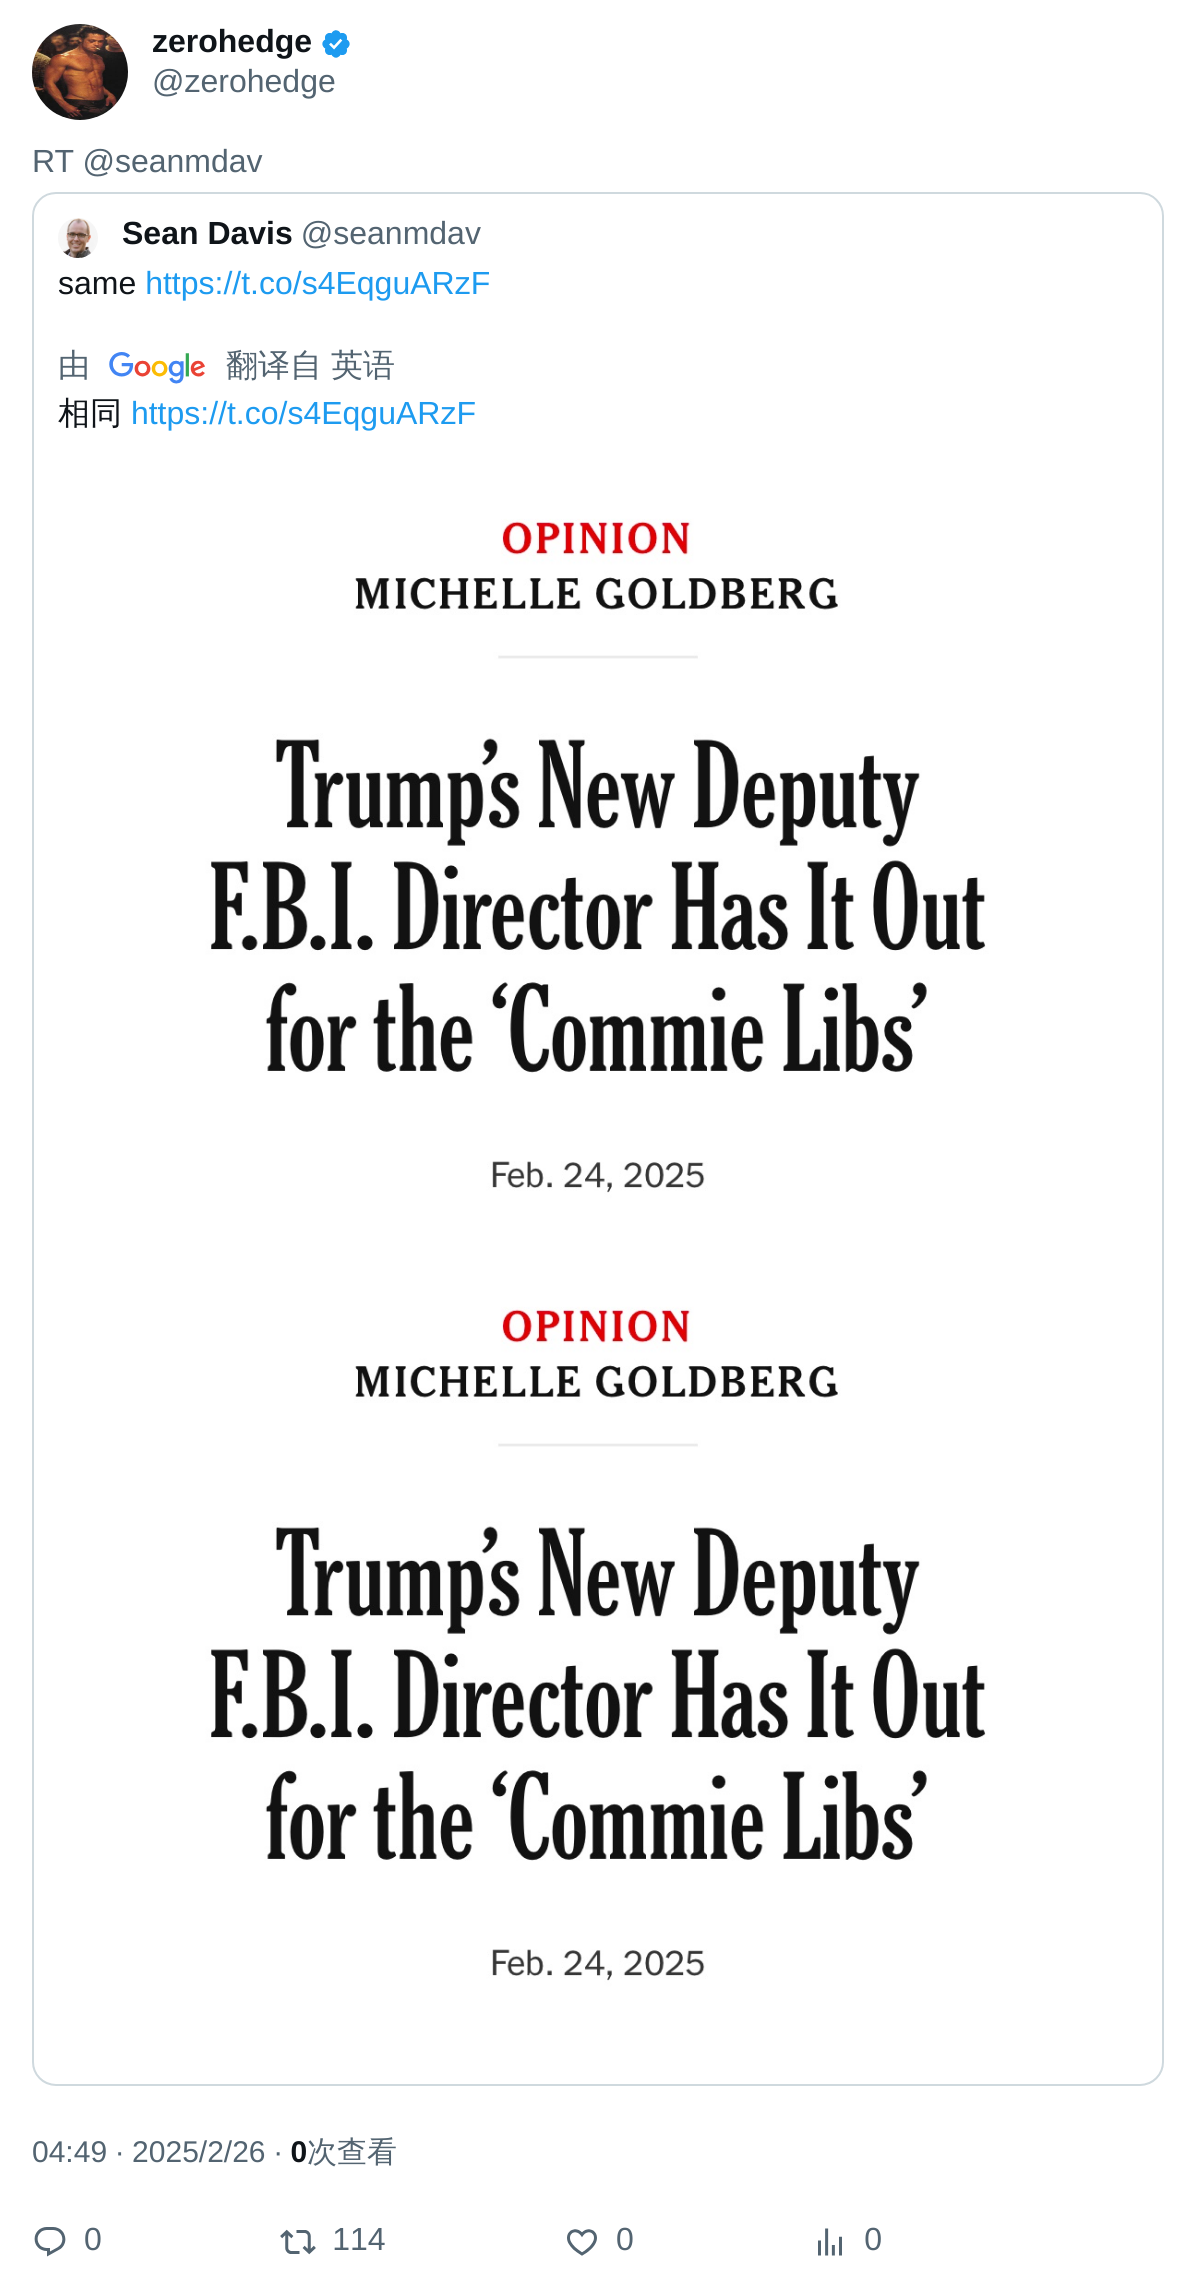 zerohedge
@zerohedge
RT @seanmdav
Sean Davis @seanmdav
same https://t.co/s4EqguARzF
由 Google 翻译自 英语
相同 https://t.co/s4EqguARzF
OPINION
MICHELLE GOLDBERG
Trump’s New Deputy
F.B.I. Director Has It Out
for the ‘Commie Libs’
Feb. 24, 2025
OPINION
MICHELLE GOLDBERG
Trump’s New Deputy
F.B.I. Director Has It Out
for the ‘Commie Libs’
Feb. 24, 2025
04:49 · 2025/2/26 · 0次查看
0 114 0 0